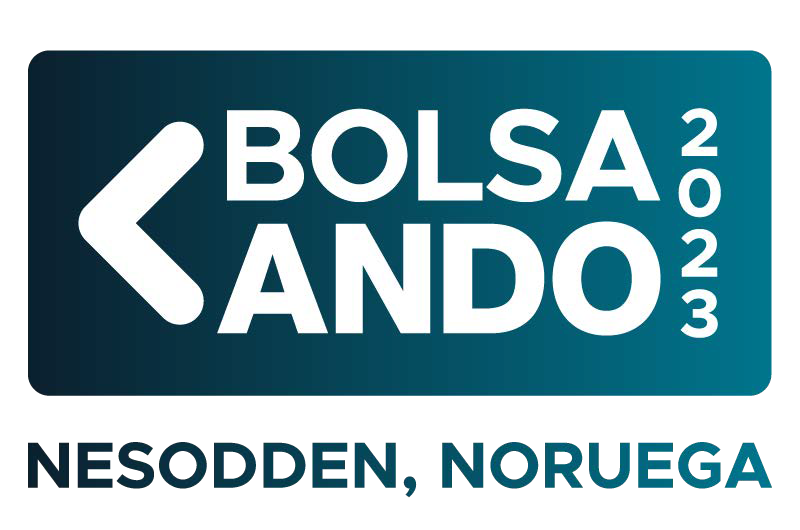 BOLSA
ANDO
2023
NESODDEN, NORUEGA